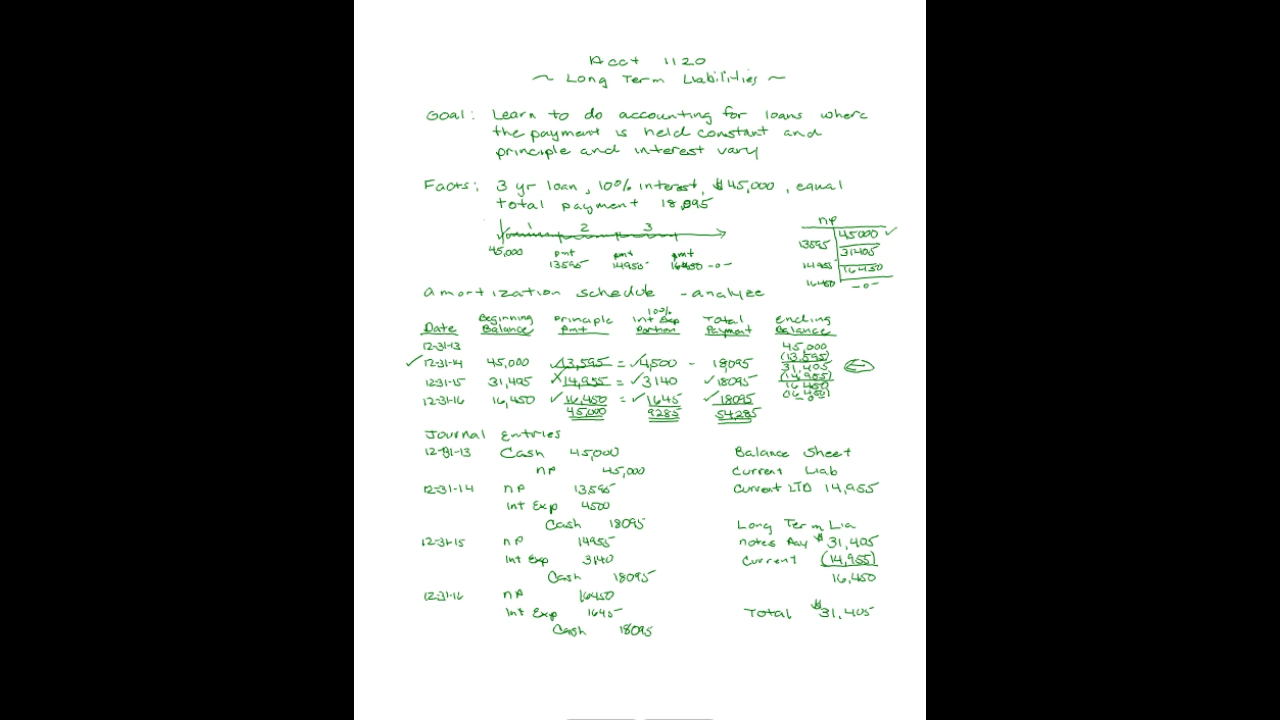 Acct 1120
~ Long Term Liabilities ~
Goal: Learn to do accounting for loans where
the payment is held constant and
principle and interest vary
Facts: 3 yr loan, 10% interest, $45,000, equal
total payment 18,095
1 2 3
45,000 pmt pmt pmt
13595 14955 16450 -0-
NP
45000 ✓
13595 31405
14955 16450
16450 -0-
Amortization schedule - analyze
Date Beginning Balance Principle Pmt 10% Int Exp Portion Total Payment Ending Balance
12-31-13 45,000
(13,595)
✓ 12-31-14 45,000 ✓13,595 = ✓4,500 - 18,095 31,405
(14,955)
12-31-15 31,405 ✓14,955 = ✓3140 ✓18095 16450
(16,450)
12-31-16 16,450 ✓16,450 = ✓1645 ✓18095 -0-
45,000 9285 54,285
Journal Entries
12-31-13 Cash 45,000
NP 45,000
12-31-14 NP 13,595
Int Exp 4500
Cash 18095
12-31-15 NP 14955
Int Exp 3140
Cash 18095
12-31-16 NP 16450
Int Exp 1645
Cash 18095
Balance Sheet
Current Liab
Current LTD 14,955
Long Term Lia
Notes Pay $31,405
Current (14,955)
16,450
Total $31,405